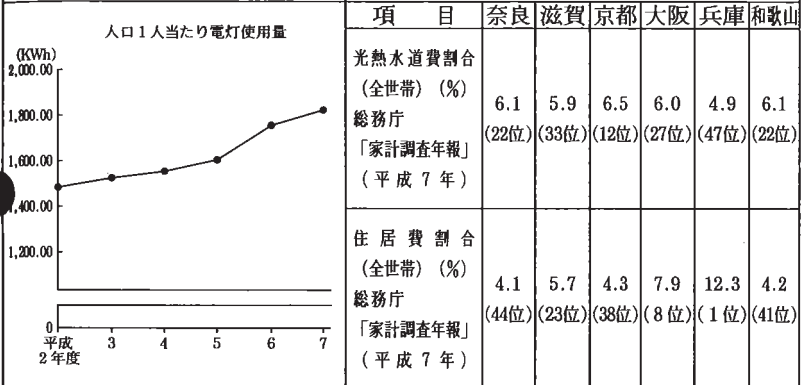 人口1人当たり電灯使用量
(KWh)
2,000.00
1,800.00
1,600.00
1,400.00
1,200.00
0
平成 3 4 5 6 7
2年度
項 目 奈良 滋賀 京都 大阪 兵庫 和歌山
光熱水道費割合
(全世帯) (%)
総務庁
「家計調査年報」
(平成7年)
6.1 5.9 6.5 6.0 4.9 6.1
(22位) (33位) (12位) (27位) (47位) (22位)
住居費割合
(全世帯) (%)
総務庁
「家計調査年報」
(平成7年)
4.1 5.7 4.3 7.9 12.3 4.2
(44位) (23位) (38位) (8位) (1位) (41位)